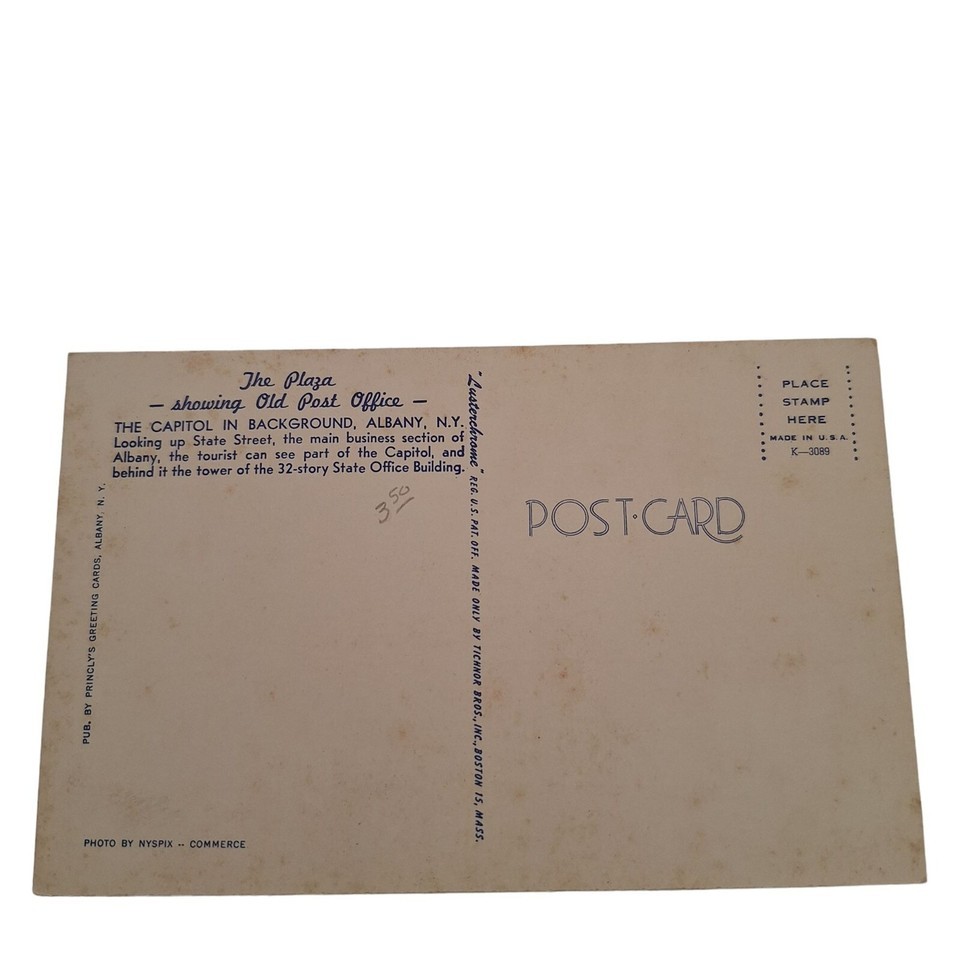 The Plaza
— showing Old Post Office —
THE CAPITOL IN BACKGROUND, ALBANY, N.Y.
Looking up State Street, the main business section of
Albany, the tourist can see part of the Capitol, and
behind it the tower of the 32-story State Office Building.
3 50
PUB. BY PRINCLY'S GREETING CARDS, ALBANY, N. Y.
PHOTO BY NYSPIX -- COMMERCE
"Lusterchrome" REG. U.S. PAT. OFF. MADE ONLY BY TICHNOR BROS., INC., BOSTON 15, MASS.
PLACE
STAMP
HERE
MADE IN U.S.A.
K—3089
POST·CARD